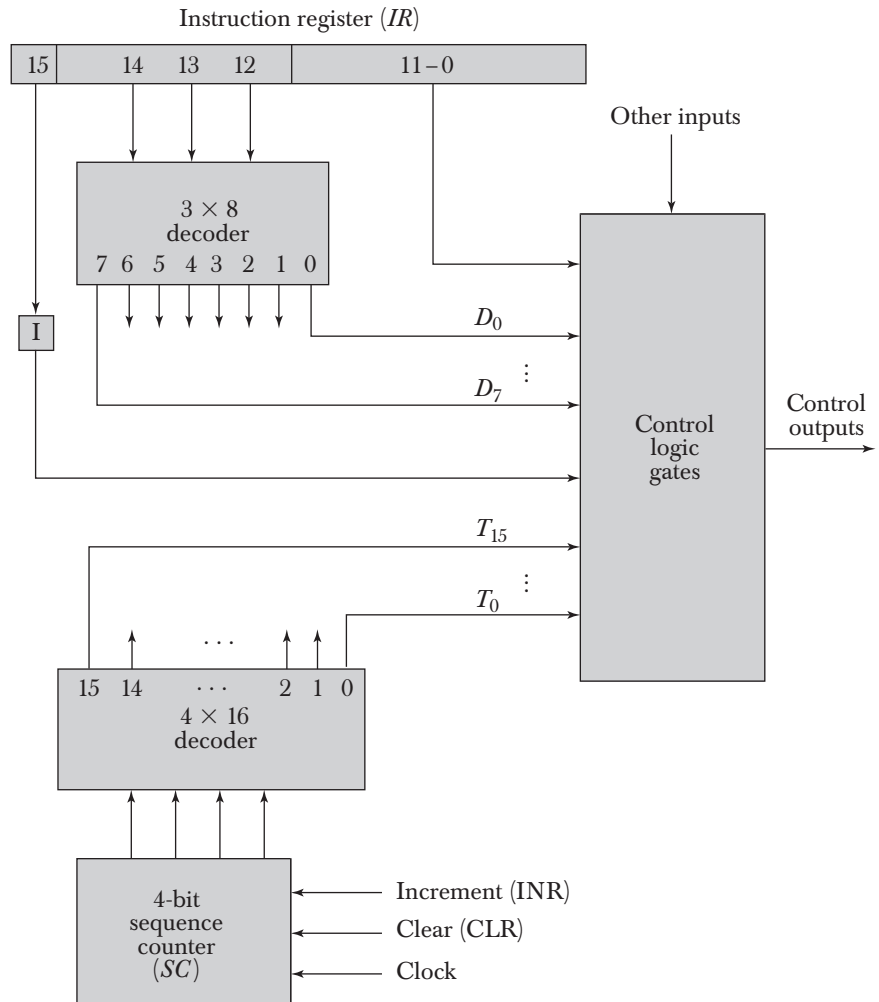 Instruction register (IR)
15 14 13 12 11–0
Other inputs
3 × 8
decoder
7 6 5 4 3 2 1 0
I
D0
⋮
D7
Control
logic
gates
Control
outputs
T15
⋮
T0
. . .
15 14 . . . 2 1 0
4 × 16
decoder
4-bit
sequence
counter
(SC)
Increment (INR)
Clear (CLR)
Clock